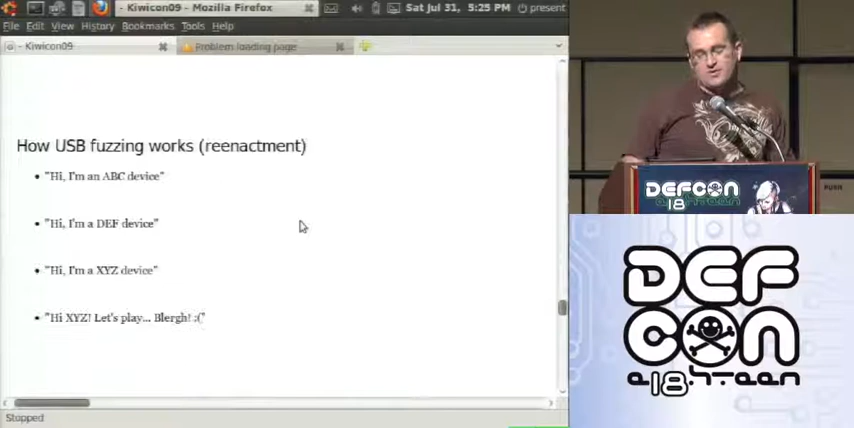 - Kiwicon09 - Mozilla Firefox
Sat Jul 31, 5:25 PM
present
File Edit View History Bookmarks Tools Help
- Kiwicon09
Problem loading page
How USB fuzzing works (reenactment)
• "Hi, I'm an ABC device"
• "Hi, I'm a DEF device"
• "Hi, I'm a XYZ device"
• "Hi XYZ! Let's play... Blergh! :("
Stopped
PUSH
DEFCON
18
DEF
CON
18